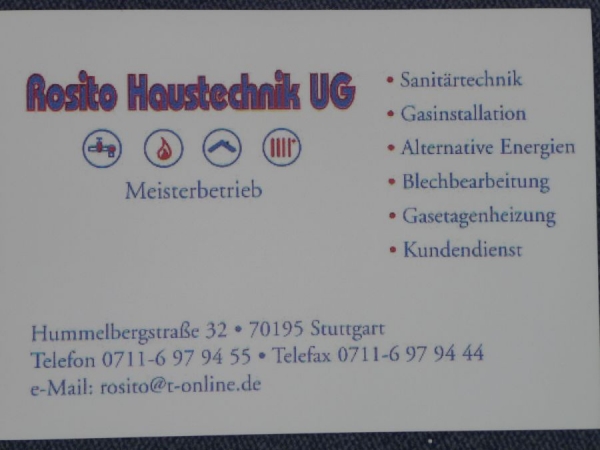 Rosito Haustechnik UG
Meisterbetrieb
• Sanitärtechnik
• Gasinstallation
• Alternative Energien
• Blechbearbeitung
• Gasetagenheizung
• Kundendienst
Hummelbergstraße 32 • 70195 Stuttgart
Telefon 0711-6 97 94 55 • Telefax 0711-6 97 94 44
e-Mail: rosito@t-online.de